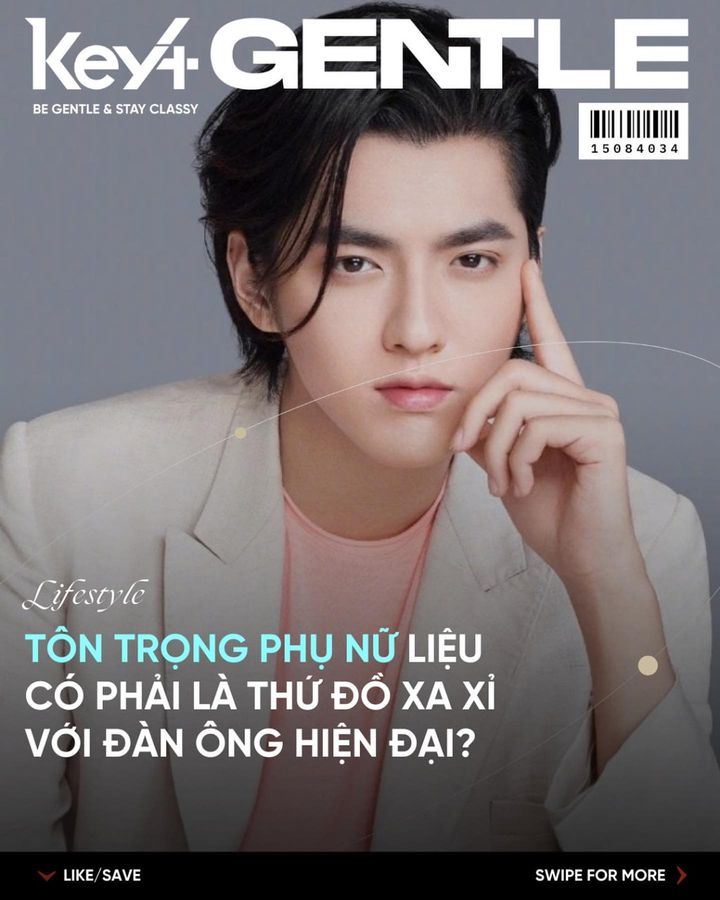 Key4 GENTLE
BE GENTLE & STAY CLASSY
15084034
Lifestyle
TÔN TRỌNG PHỤ NỮ LIỆU
CÓ PHẢI LÀ THỨ ĐỒ XA XỈ
VỚI ĐÀN ÔNG HIỆN ĐẠI?
LIKE/SAVE
SWIPE FOR MORE